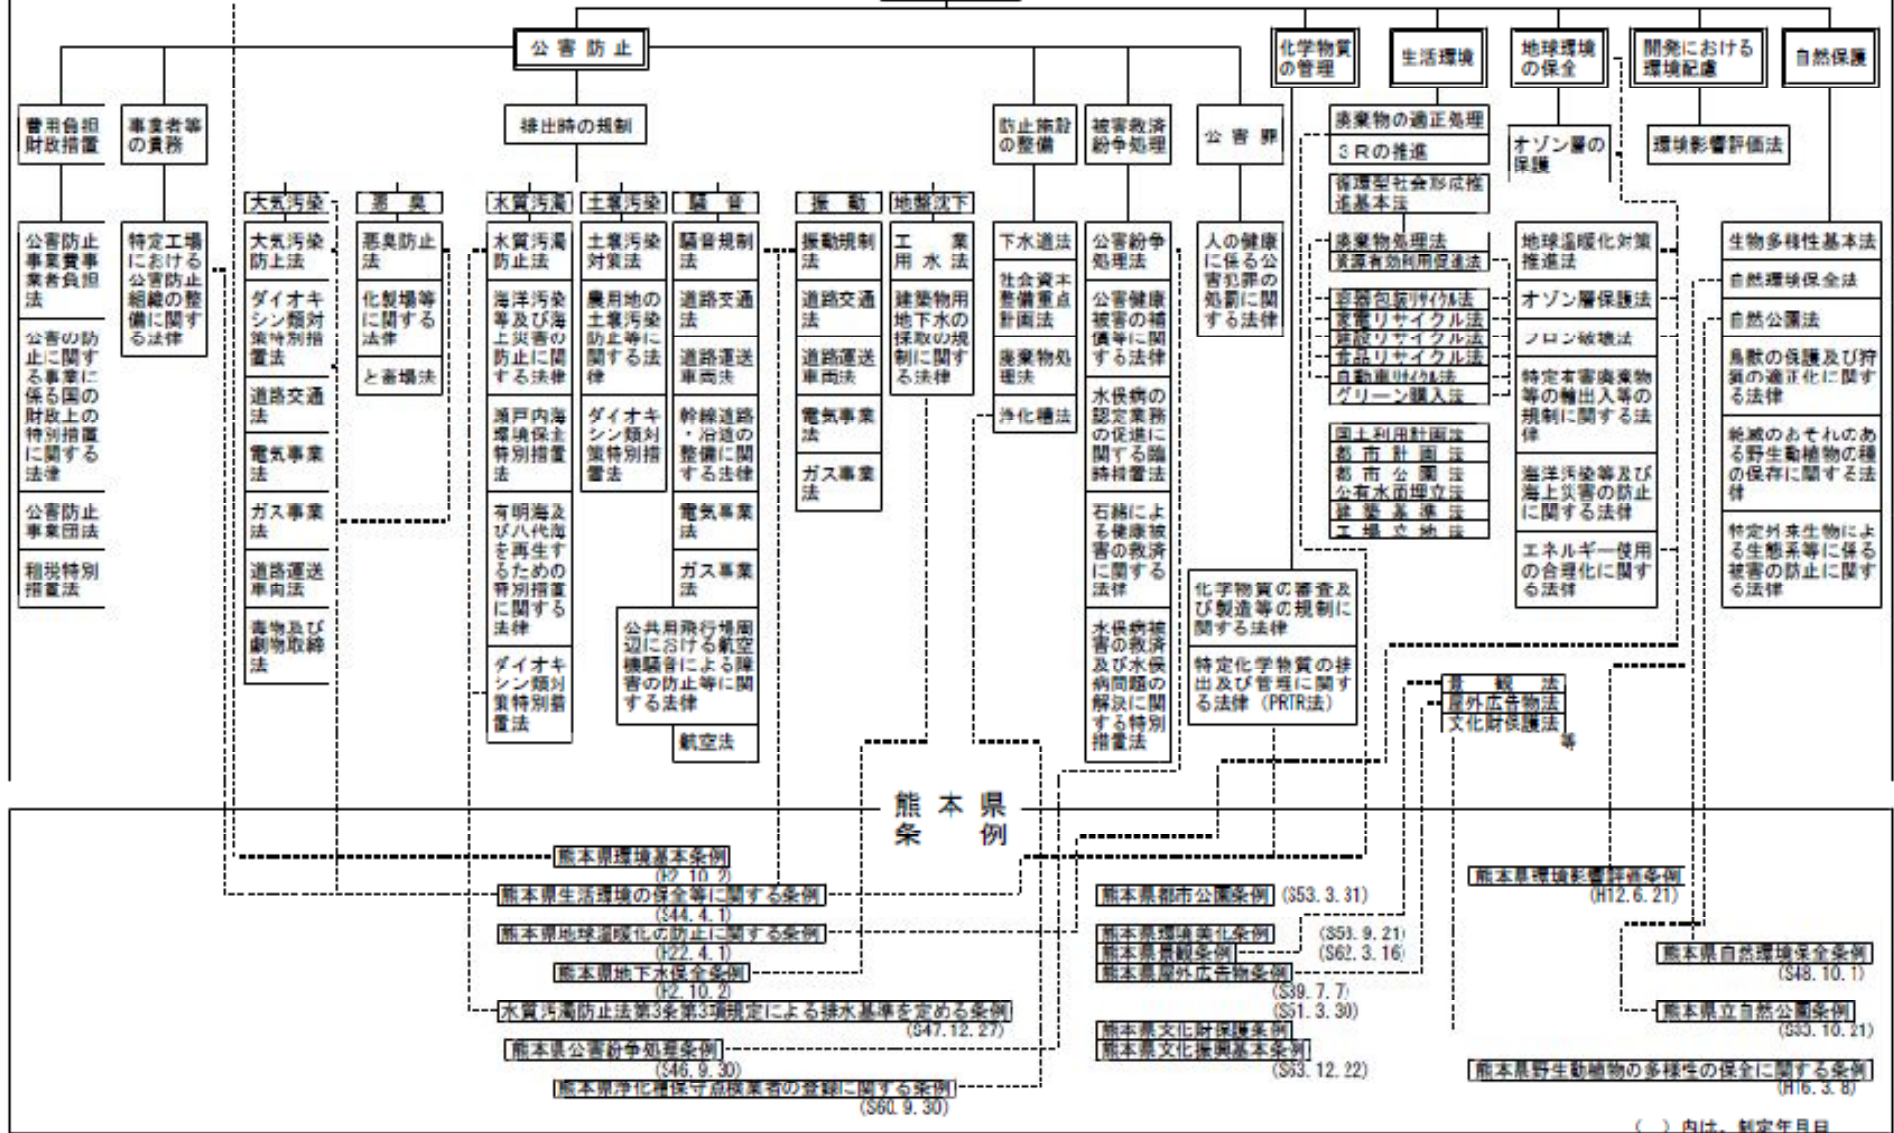 公害防止
化学物質
の管理
生活環境
地球環境
の保全
開発における
環境配慮
自然保護
費用負担
財政措置
事業者等
の責務
排出時の規制
防止施設
の整備
被害救済
紛争処理
公害罪
廃棄物の適正処理
3Rの推進
オゾン層の
保護
環境影響評価法
循環型社会形成推
進基本法
大気汚染
悪臭
水質汚濁
土壌汚染
騒音
振動
地盤沈下
公害防止
事業費事
業者負担
法
公害の防
止に関す
る事業に
係る国の
財政上の
特別措置
に関する
法律
公害防止
事業団法
租税特別
措置法
特定工場
における
公害防止
組織の整
備に関す
る法律
大気汚染
防止法
ダイオキ
シン類対
策特別措
置法
道路交通
法
電気事業
法
ガス事業
法
道路運送
車両法
毒物及び
劇物取締
法
悪臭防止
法
化製場等
に関する
法律
と畜場法
水質汚濁
防止法
海洋汚染
等及び海
上災害の
防止に関
する法律
瀬戸内海
環境保全
特別措置
法
有明海及
び八代海
を再生す
るための
特別措置
に関する
法律
ダイオキ
シン類対
策特別措
置法
土壌汚染
対策法
農用地の
土壌汚染
防止等に
関する法
律
ダイオキ
シン類対
策特別措
置法
騒音規制
法
道路交通
法
道路運送
車両法
幹線道路
・沿道の
整備に関
する法律
電気事業
法
ガス事業
法
公共用飛行場周
辺における航空
機騒音による障
害の防止等に関
する法律
航空法
振動規制
法
道路交通
法
道路運送
車両法
電気事業
法
ガス事業
法
工業
用水法
建築物用
地下水の
採取の規
制に関す
る法律
下水道法
社会資本
整備重点
計画法
廃棄物処
理法
浄化槽法
公害紛争
処理法
公害健康
被害の補
償等に関
する法律
水俣病の
認定業務
の促進に
関する臨
時措置法
石綿によ
る健康被
害の救済
に関する
法律
水俣病被
害の救済
及び水俣
病問題の
解決に関
する特別
措置法
人の健康
に係る公
害犯罪の
処罰に関
する法律
化学物質の審査及
び製造等の規制に
関する法律
特定化学物質の排
出及び管理に関す
る法律（PRTR法）
廃棄物処理法
資源有効利用促進法
容器包装リサイクル法
家電リサイクル法
建設リサイクル法
食品リサイクル法
自動車リサイクル法
グリーン購入法
国土利用計画法
都市計画法
都市公園法
公有水面埋立法
建築基準法
工場立地法
地球温暖化対策
推進法
オゾン層保護法
フロン破壊法
特定有害廃棄物
等の輸出入等の
規制に関する法
律
海洋汚染等及び
海上災害の防止
に関する法律
エネルギー使用
の合理化に関す
る法律
生物多様性基本法
自然環境保全法
自然公園法
鳥獣の保護及び狩
猟の適正化に関す
る法律
絶滅のおそれのあ
る野生動植物の種
の保存に関する法
律
特定外来生物によ
る生態系等に係る
被害の防止に関す
る法律
景観法
屋外広告物法
文化財保護法
等
熊本県
条例
熊本県環境基本条例
(H2.10.2)
熊本県生活環境の保全等に関する条例
(S44.4.1)
熊本県地球温暖化の防止に関する条例
(H22.4.1)
熊本県地下水保全条例
(H2.10.2)
水質汚濁防止法第3条第3項規定による排水基準を定める条例
(S47.12.27)
熊本県公害紛争処理条例
(S46.9.30)
熊本県浄化槽保守点検業者の登録に関する条例
(S60.9.30)
熊本県都市公園条例 (S53.3.31)
熊本県環境美化条例 (S58.9.21)
熊本県景観条例 (S62.3.16)
熊本県屋外広告物条例
(S39.7.7)
(S51.3.30)
熊本県文化財保護条例
熊本県文化振興基本条例
(S63.12.22)
熊本県環境影響評価条例
(H12.6.21)
熊本県自然環境保全条例
(S48.10.1)
熊本県立自然公園条例
(S33.10.21)
熊本県野生動植物の多様性の保全に関する条例
(H16.3.8)
（ ）内は、制定年月日